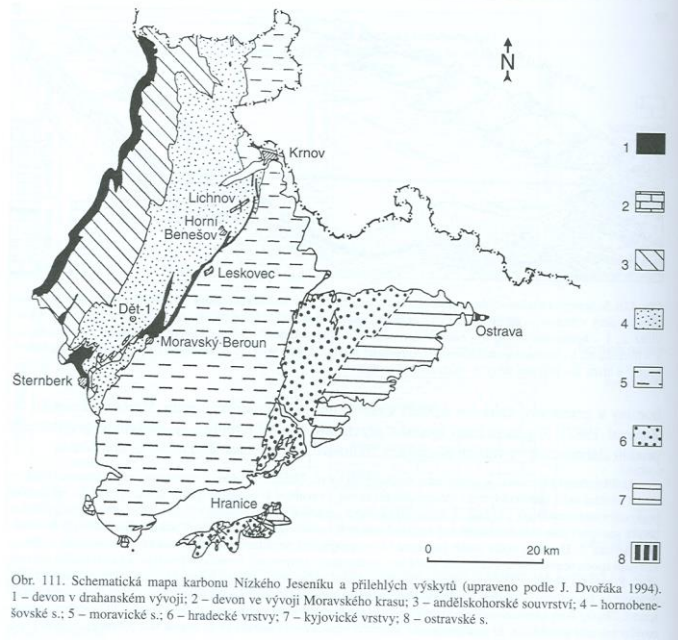 N
Krnov
1
Lichnov
2
Horní
Benešov
3
Leskovec
Dět-1
4
Ostrava
Moravský Beroun
Šternberk
5
6
7
Hranice
0 20 km
8
Obr. 111. Schematická mapa karbonu Nízkého Jeseníku a přilehlých výskytů (upraveno podle J. Dvořáka 1994).
1 – devon v drahanském vývoji; 2 – devon ve vývoji Moravského krasu; 3 – andělskohorské souvrství; 4 – hornobene-
šovské s.; 5 – moravické s.; 6 – hradecké vrstvy; 7 – kyjovické vrstvy; 8 – ostravské s.